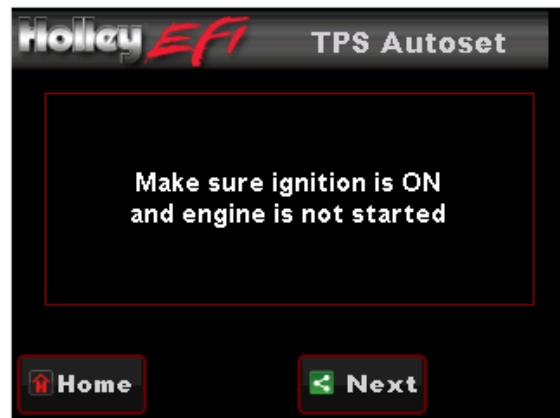 Holley EFI TPS Autoset
Make sure ignition is ON
and engine is not started
Home Next